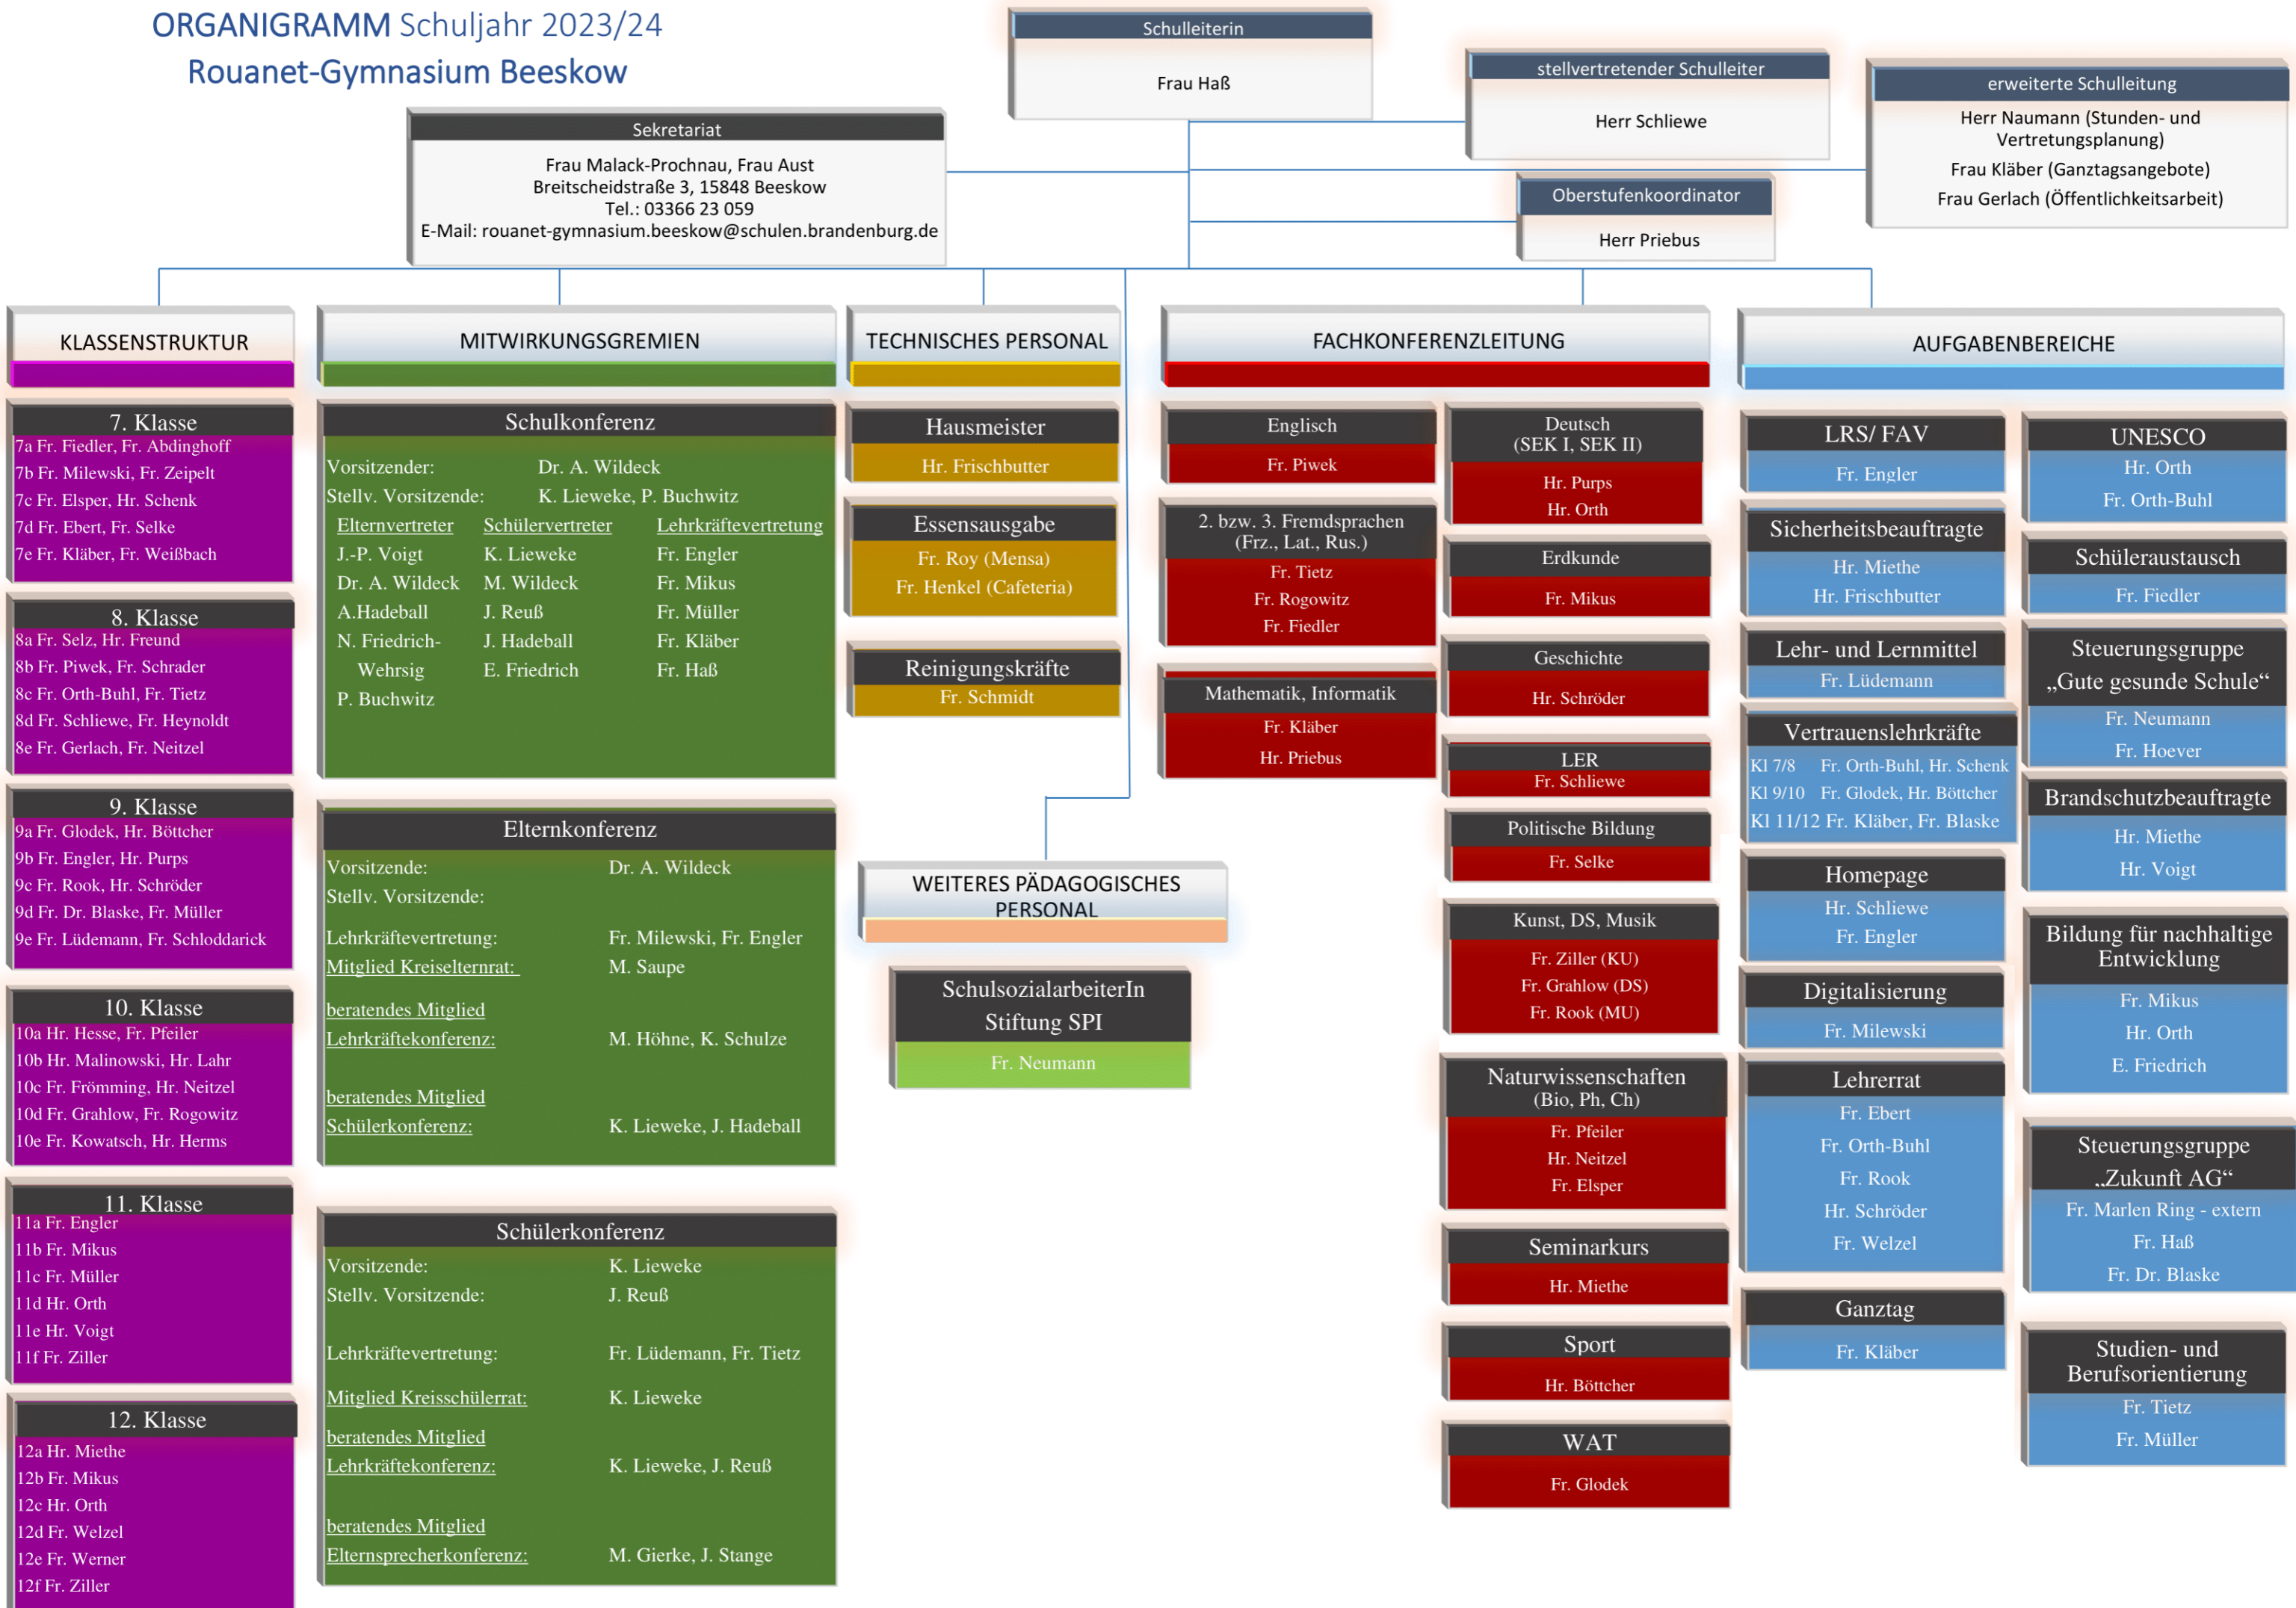 ORGANIGRAMM Schuljahr 2023/24
Rouanet-Gymnasium Beeskow
Schulleiterin
Frau Haß
stellvertretender Schulleiter
Herr Schliewe
erweiterte Schulleitung
Herr Naumann (Stunden- und
Vertretungsplanung)
Frau Kläber (Ganztagsangebote)
Frau Gerlach (Öffentlichkeitsarbeit)
Sekretariat
Frau Malack-Prochnau, Frau Aust
Breitscheidstraße 3, 15848 Beeskow
Tel.: 03366 23 059
E-Mail: rouanet-gymnasium.beeskow@schulen.brandenburg.de
Oberstufenkoordinator
Herr Priebus
KLASSENSTRUKTUR
7. Klasse
7a Fr. Fiedler, Fr. Abdinghoff
7b Fr. Milewski, Fr. Zeipelt
7c Fr. Elsper, Hr. Schenk
7d Fr. Ebert, Fr. Selke
7e Fr. Kläber, Fr. Weißbach
8. Klasse
8a Fr. Selz, Hr. Freund
8b Fr. Piwek, Fr. Schrader
8c Fr. Orth-Buhl, Fr. Tietz
8d Fr. Schliewe, Fr. Heynoldt
8e Fr. Gerlach, Fr. Neitzel
9. Klasse
9a Fr. Glodek, Hr. Böttcher
9b Fr. Engler, Hr. Purps
9c Fr. Rook, Hr. Schröder
9d Fr. Dr. Blaske, Fr. Müller
9e Fr. Lüdemann, Fr. Schloddarick
10. Klasse
10a Hr. Hesse, Fr. Pfeiler
10b Hr. Malinowski, Hr. Lahr
10c Fr. Frömming, Hr. Neitzel
10d Fr. Grahlow, Fr. Rogowitz
10e Fr. Kowatsch, Hr. Herms
11. Klasse
11a Fr. Engler
11b Fr. Mikus
11c Fr. Müller
11d Hr. Orth
11e Hr. Voigt
11f Fr. Ziller
12. Klasse
12a Hr. Miethe
12b Fr. Mikus
12c Hr. Orth
12d Fr. Welzel
12e Fr. Werner
12f Fr. Ziller
MITWIRKUNGSGREMIEN
Schulkonferenz
Vorsitzender: Dr. A. Wildeck
Stellv. Vorsitzende: K. Lieweke, P. Buchwitz
Elternvertreter Schülervertreter Lehrkräftevertretung
J.-P. Voigt K. Lieweke Fr. Engler
Dr. A. Wildeck M. Wildeck Fr. Mikus
A.Hadeball J. Reuß Fr. Müller
N. Friedrich- J. Hadeball Fr. Kläber
Wehrsig E. Friedrich Fr. Haß
P. Buchwitz
Elternkonferenz
Vorsitzende: Dr. A. Wildeck
Stellv. Vorsitzende:
Lehrkräftevertretung: Fr. Milewski, Fr. Engler
Mitglied Kreiselternrat: M. Saupe
beratendes Mitglied
Lehrkräftekonferenz: M. Höhne, K. Schulze
beratendes Mitglied
Schülerkonferenz: K. Lieweke, J. Hadeball
Schülerkonferenz
Vorsitzende: K. Lieweke
Stellv. Vorsitzende: J. Reuß
Lehrkräftevertretung: Fr. Lüdemann, Fr. Tietz
Mitglied Kreisschülerrat: K. Lieweke
beratendes Mitglied
Lehrkräftekonferenz: K. Lieweke, J. Reuß
beratendes Mitglied
Elternsprecherkonferenz: M. Gierke, J. Stange
TECHNISCHES PERSONAL
Hausmeister
Hr. Frischbutter
Essensausgabe
Fr. Roy (Mensa)
Fr. Henkel (Cafeteria)
Reinigungskräfte
Fr. Schmidt
WEITERES PÄDAGOGISCHES
PERSONAL
SchulsozialarbeiterIn
Stiftung SPI
Fr. Neumann
FACHKONFERENZLEITUNG
Englisch
Fr. Piwek
2. bzw. 3. Fremdsprachen
(Frz., Lat., Rus.)
Fr. Tietz
Fr. Rogowitz
Fr. Fiedler
Mathematik, Informatik
Fr. Kläber
Hr. Priebus
Deutsch
(SEK I, SEK II)
Hr. Purps
Hr. Orth
Erdkunde
Fr. Mikus
Geschichte
Hr. Schröder
LER
Fr. Schliewe
Politische Bildung
Fr. Selke
Kunst, DS, Musik
Fr. Ziller (KU)
Fr. Grahlow (DS)
Fr. Rook (MU)
Naturwissenschaften
(Bio, Ph, Ch)
Fr. Pfeiler
Hr. Neitzel
Fr. Elsper
Seminarkurs
Hr. Miethe
Sport
Hr. Böttcher
WAT
Fr. Glodek
AUFGABENBEREICHE
LRS/ FAV
Fr. Engler
Sicherheitsbeauftragte
Hr. Miethe
Hr. Frischbutter
Lehr- und Lernmittel
Fr. Lüdemann
Vertrauenslehrkräfte
Kl 7/8 Fr. Orth-Buhl, Hr. Schenk
Kl 9/10 Fr. Glodek, Hr. Böttcher
Kl 11/12 Fr. Kläber, Fr. Blaske
Homepage
Hr. Schliewe
Fr. Engler
Digitalisierung
Fr. Milewski
Lehrerrat
Fr. Ebert
Fr. Orth-Buhl
Fr. Rook
Hr. Schröder
Fr. Welzel
Ganztag
Fr. Kläber
UNESCO
Hr. Orth
Fr. Orth-Buhl
Schüleraustausch
Fr. Fiedler
Steuerungsgruppe
„Gute gesunde Schule“
Fr. Neumann
Fr. Hoever
Brandschutzbeauftragte
Hr. Miethe
Hr. Voigt
Bildung für nachhaltige
Entwicklung
Fr. Mikus
Hr. Orth
E. Friedrich
Steuerungsgruppe
„Zukunft AG“
Fr. Marlen Ring - extern
Fr. Haß
Fr. Dr. Blaske
Studien- und
Berufsorientierung
Fr. Tietz
Fr. Müller